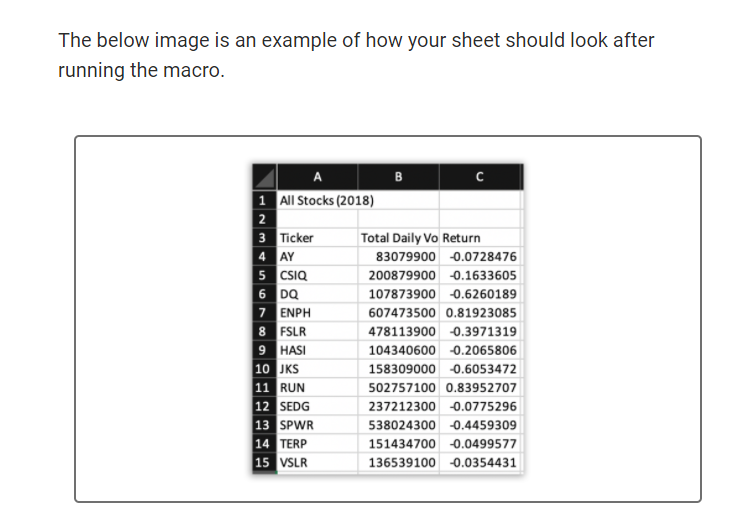 The below image is an example of how your sheet should look after
running the macro.
A B C
1 All Stocks (2018)
2
3 Ticker Total Daily Vo Return
4 AY 83079900 -0.0728476
5 CSIQ 200879900 -0.1633605
6 DQ 107873900 -0.6260189
7 ENPH 607473500 0.81923085
8 FSLR 478113900 -0.3971319
9 HASI 104340600 -0.2065806
10 JKS 158309000 -0.6053472
11 RUN 502757100 0.83952707
12 SEDG 237212300 -0.0775296
13 SPWR 538024300 -0.4459309
14 TERP 151434700 -0.0499577
15 VSLR 136539100 -0.0354431